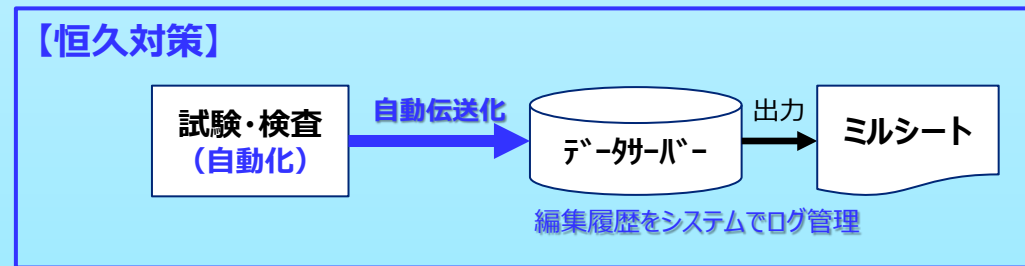 【恒久対策】
試験・検査
（自動化）
自動伝送化
ﾃﾞｰﾀｻｰﾊﾞｰ
出力
ミルシート
編集履歴をシステムでログ管理